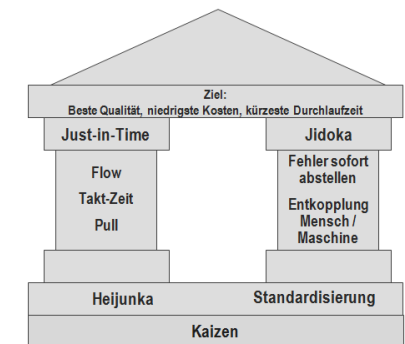 Ziel:
Beste Qualität, niedrigste Kosten, kürzeste Durchlaufzeit
Just-in-Time
Flow
Takt-Zeit
Pull
Jidoka
Fehler sofort
abstellen
Entkopplung
Mensch /
Maschine
Heijunka
Standardisierung
Kaizen